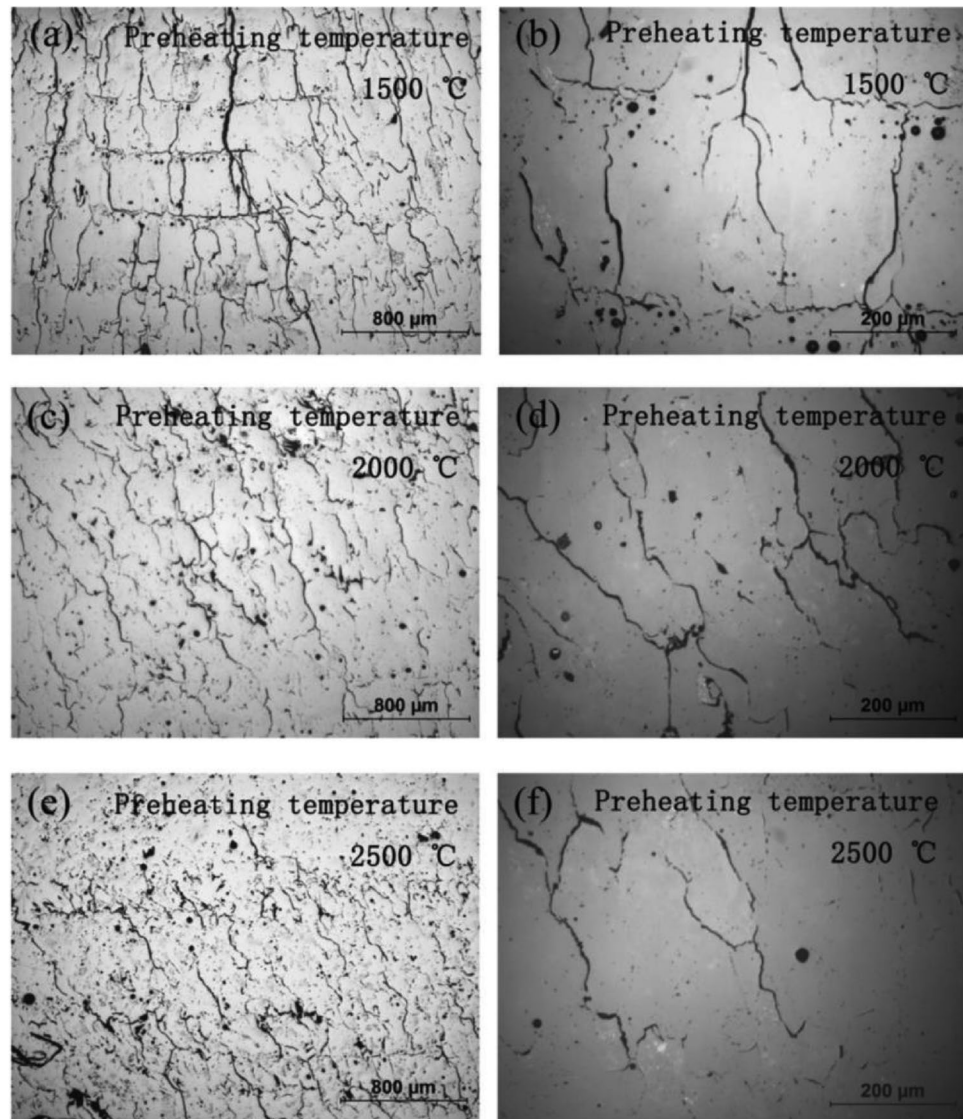 (a) Preheating temperature
1500 ℃
800 μm
(b) Preheating temperature
1500 ℃
200 μm
(c) Preheating temperature
2000 ℃
800 μm
(d) Preheating temperature
2000 ℃
200 μm
(e) Preheating temperature
2500 ℃
800 μm
(f) Preheating temperature
2500 ℃
200 μm